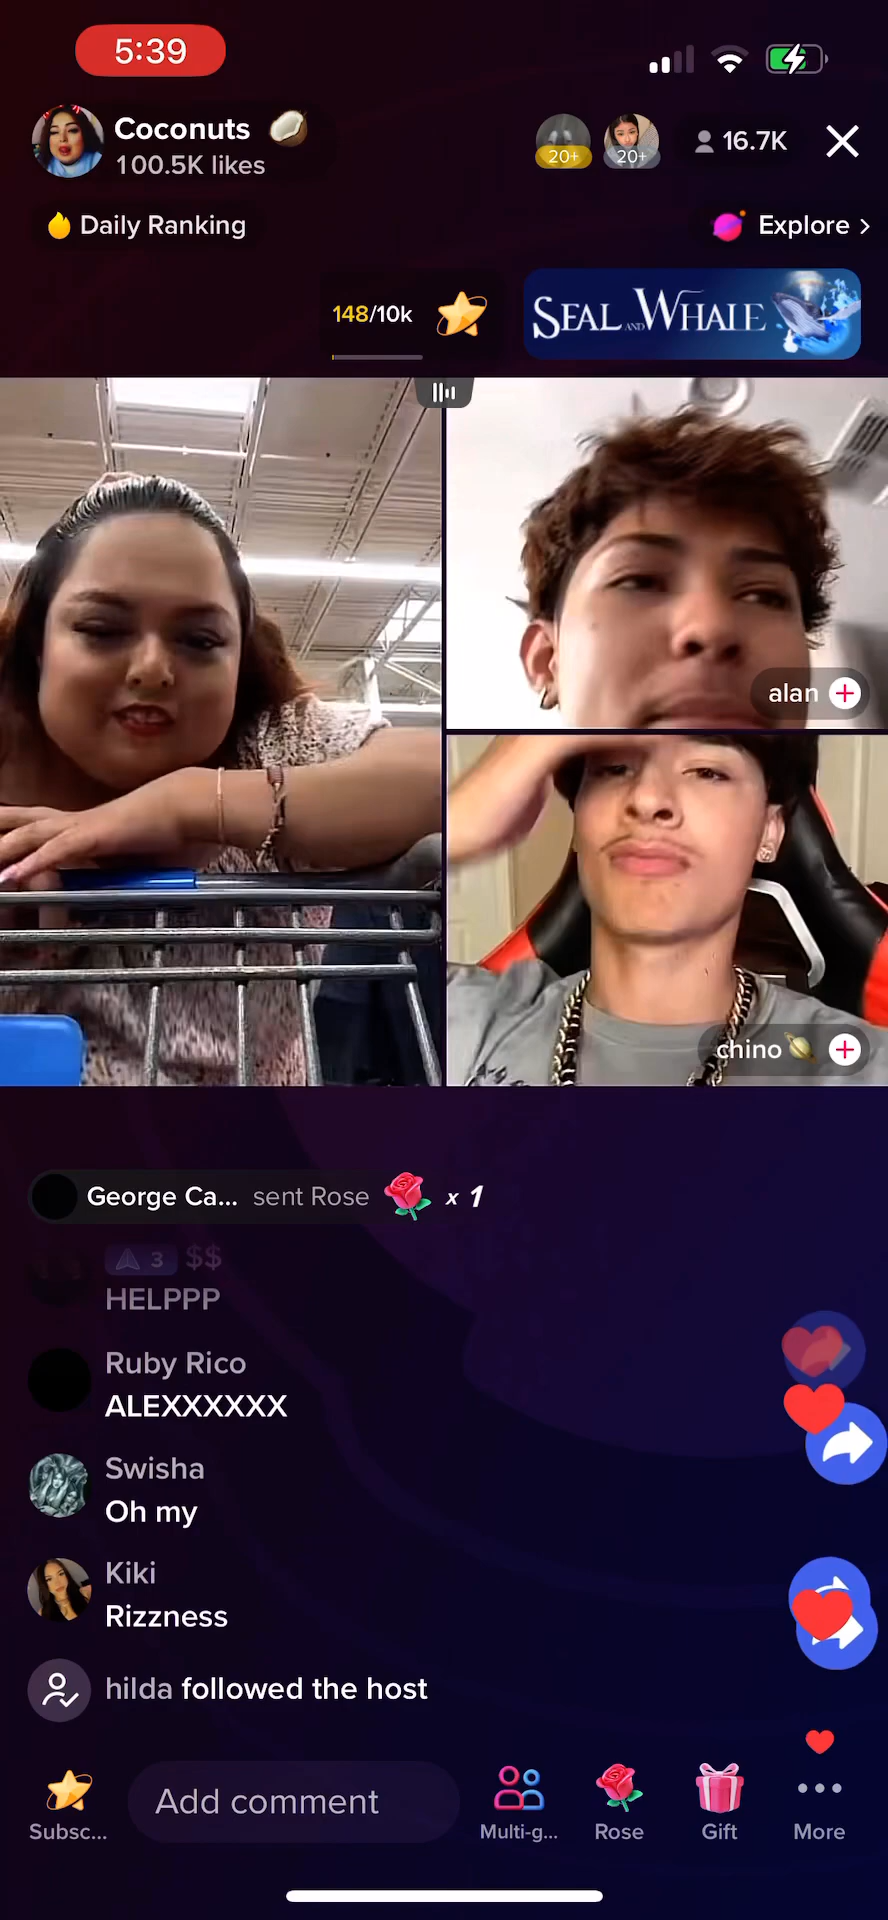 5:39
Coconuts 🥥
100.5K likes
20+
20+
16.7K
Daily Ranking
Explore >
148/10k
SEAL AND WHALE
alan +
chino 🪐 +
George Ca... sent Rose x 1
3 $$
HELPPP
Ruby Rico
ALEXXXXXX
Swisha
Oh my
Kiki
Rizzness
hilda followed the host
Add comment
Subsc...
Multi-g...
Rose
Gift
More